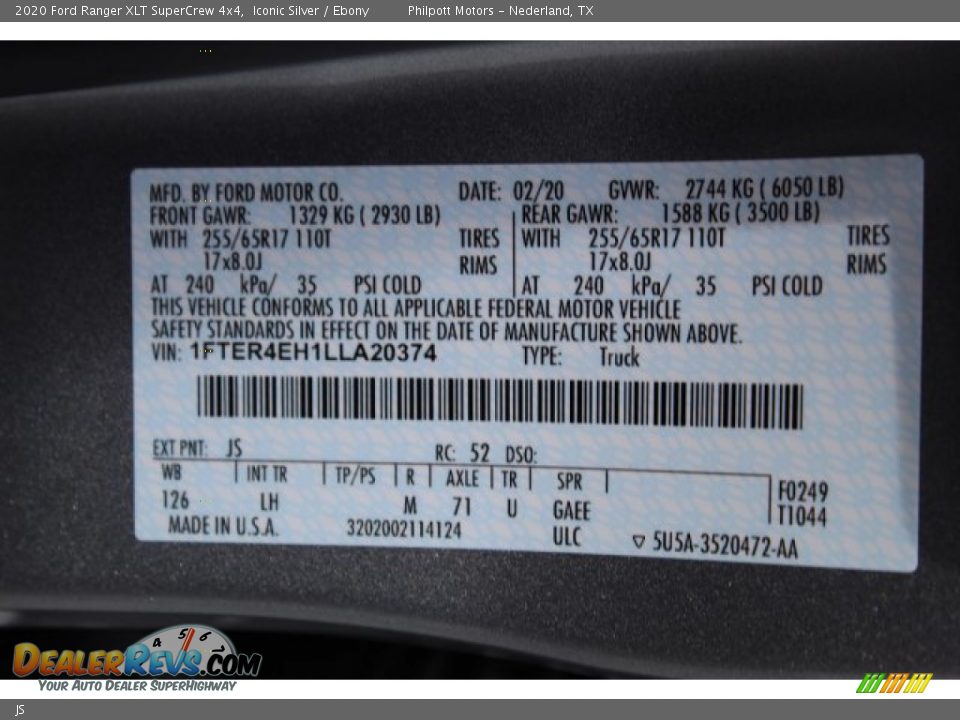 2020 Ford Ranger XLT SuperCrew 4x4, Iconic Silver / Ebony Philpott Motors - Nederland, TX
MFD. BY FORD MOTOR CO. DATE: 02/20 GVWR: 2744 KG ( 6050 LB)
FRONT GAWR: 1329 KG ( 2930 LB) REAR GAWR: 1588 KG ( 3500 LB)
WITH 255/65R17 110T TIRES WITH 255/65R17 110T TIRES
17x8.0J RIMS 17x8.0J RIMS
AT 240 kPa/ 35 PSI COLD AT 240 kPa/ 35 PSI COLD
THIS VEHICLE CONFORMS TO ALL APPLICABLE FEDERAL MOTOR VEHICLE
SAFETY STANDARDS IN EFFECT ON THE DATE OF MANUFACTURE SHOWN ABOVE.
VIN: 1FTER4EH1LLA20374 TYPE: Truck
EXT PNT: JS RC: 52 DSO:
WB INT TR TP/PS R AXLE TR SPR F0249
126 LH M 71 U GAEE T1044
MADE IN U.S.A. 3202002114124 ULC ▽ 5U5A-3520472-AA
4 5 6
DEALERREVS.COM
YOUR AUTO DEALER SUPERHIGHWAY
JS